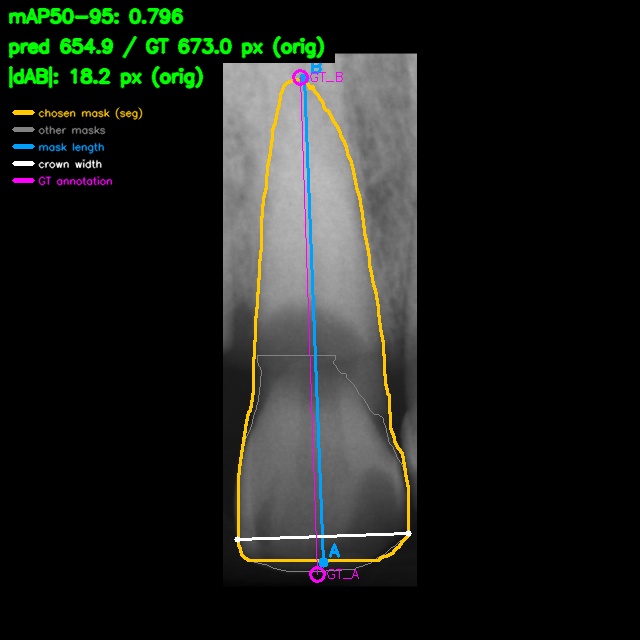 mAP50-95: 0.796
pred 654.9 / GT 673.0 px (orig)
|dAB|: 18.2 px (orig)
chosen mask (seg)
other masks
mask length
crown width
GT annotation
B
GT_B
A
GT_A